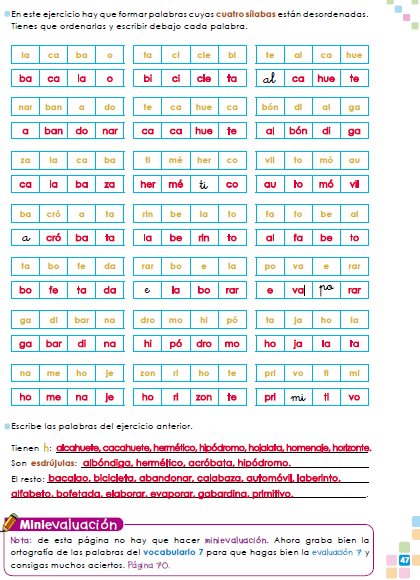 En este ejercicio hay que formar palabras cuyas cuatro sílabas están desordenadas.
Tienes que ordenarlas y escribir debajo cada palabra.
la ca ba o ta ci cle bi te al ca hue
ba ca la o bi ci cle ta al ca hue te
nar ban a do te ca hue ca bón di al ga
a ban do nar ca ca hue te al bón di ga
za la ca ba ti mé her co vil to mó au
ca la ba za her mé ti co au to mó vil
ba cró a ta rin be la to fa to be al
a cró ba ta la be rin to al fa be to
ta bo fe da rar bo e la po va e rar
bo fe ta da e la bo rar e va po rar
ga di bar na dro mo hi pó ta ja ho la
ga bar di na hi pó dro mo ho ja la ta
na me ho je zon ri ho te pri vo ti mi
ho me na je ho ri zon te pri mi ti vo
Escribe las palabras del ejercicio anterior.
Tienen h: alcahuete, cacahuete, hermético, hipódromo, hojalata, homenaje, horizonte.
Son esdrújulas: albóndiga, hermético, acróbata, hipódromo.
El resto: bacalao, bicicleta, abandonar, calabaza, automóvil, laberinto,
alfabeto, bofetada, elaborar, evaporar, gabardina, primitivo.
Minievaluación
Nota: de esta página no hay que hacer minievaluación. Ahora graba bien la
ortografía de las palabras del vocabulario 7 para que hagas bien la evaluación 7 y
consigas muchos aciertos. Página 70.
47